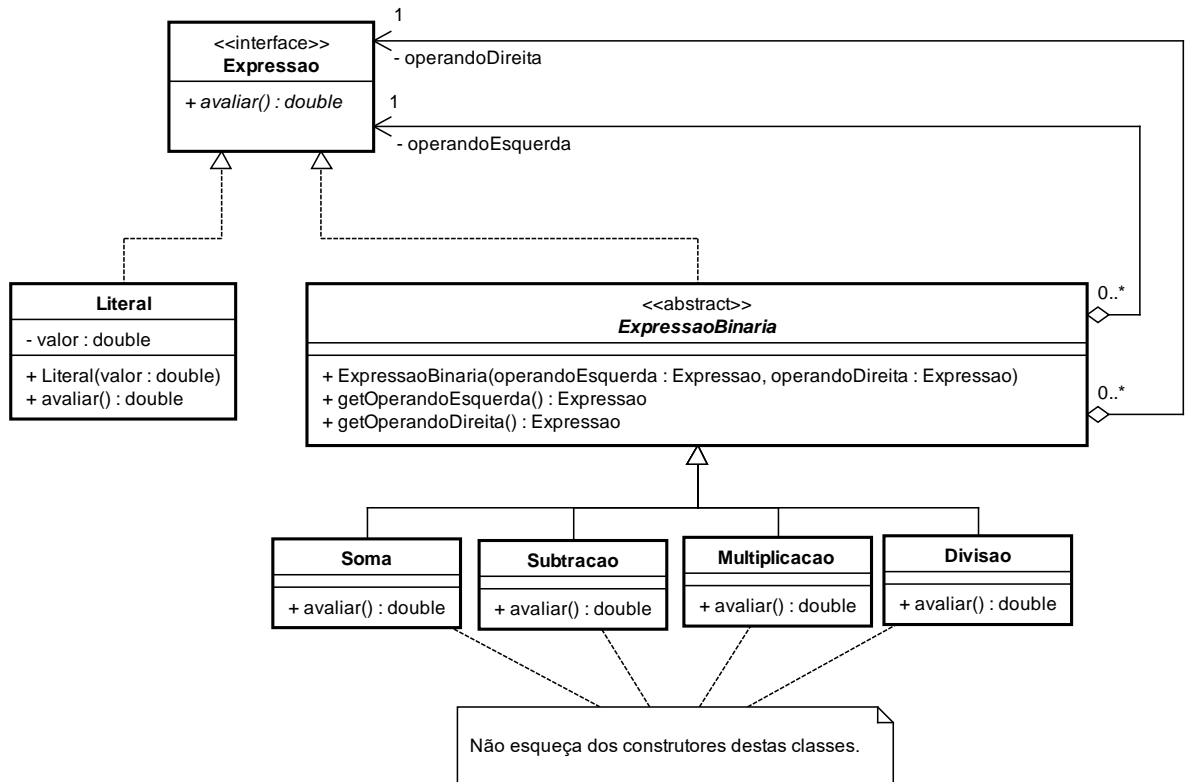 1
<<interface>>
Expressao
- operandoDireita
+ avaliar() : double
1
- operandoEsquerda
Literal
- valor : double
+ Literal(valor : double)
+ avaliar() : double
<<abstract>>
ExpressaoBinaria
0..*
+ ExpressaoBinaria(operandoEsquerda : Expressao, operandoDireita : Expressao)
+ getOperandoEsquerda() : Expressao
+ getOperandoDireita() : Expressao
0..*
Soma
+ avaliar() : double
Subtracao
+ avaliar() : double
Multiplicacao
+ avaliar() : double
Divisao
+ avaliar() : double
Não esqueça dos construtores destas classes.